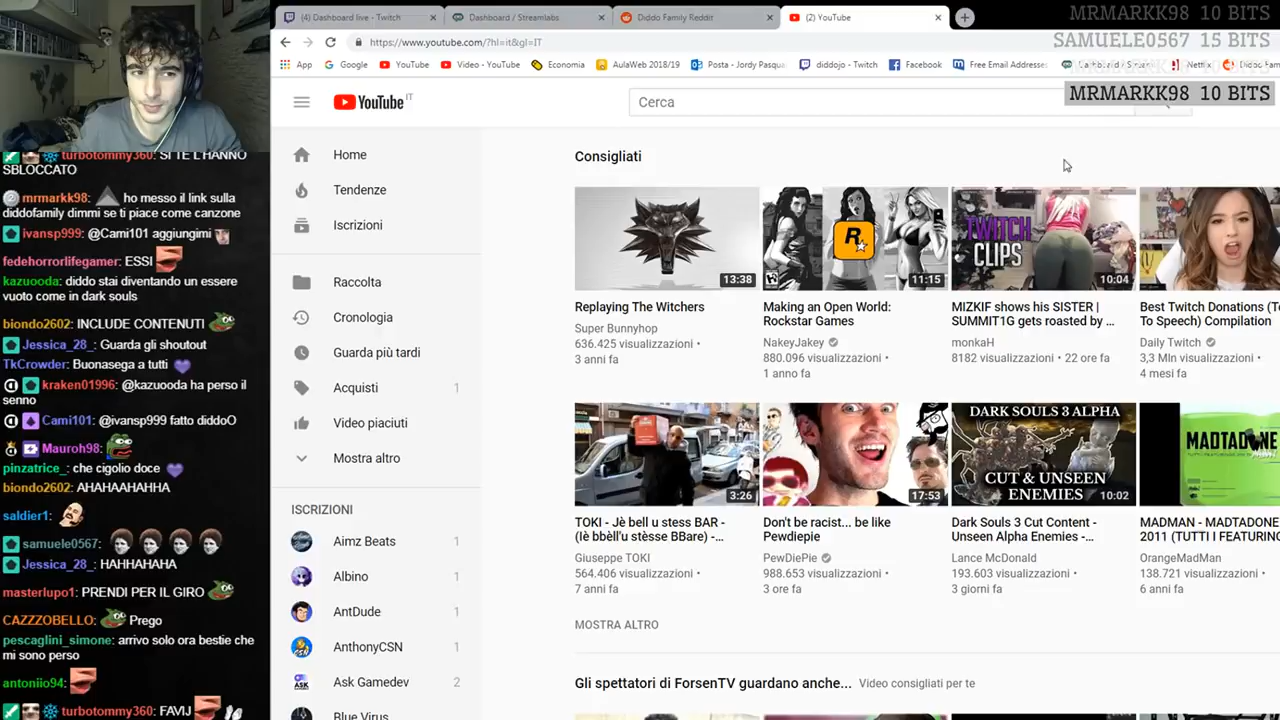 (4) Dashboard live - Twitch
Dashboard / Streamlabs
Diddo Family Reddit
(2) YouTube
https://www.youtube.com/?hl=it&gl=IT
App
Google
YouTube
Video - YouTube
Economia
AulaWeb 2018/19
Posta - Jordy Pasqua
diddojo - Twitch
Facebook
Free Email Addresses
Netflix
MRMARKK98 10 BITS
SAMUELE0567 15 BITS
MRMARKK98 10 BITS
turbotommy360: SI TE L'HANNO
SBLOCCATO
mrmarkk98: ho messo il link sulla
diddofamily dimmi se ti piace come canzone
ivansp999: @Cami101 aggiungimi
fedehorrorlifegamer: ESSI
kazuooda: diddo stai diventando un essere
vuoto come in dark souls
biondo2602: INCLUDE CONTENUTI
Jessica_28_: Guarda gli shoutout
TkCrowder: Buonasega a tutti
kraken01996: @kazuooda ha perso il
senno
Cami101: @ivansp999 fatto diddoO
Mauroh98:
pinzatrice_: che cigolio doce
biondo2602: AHAHAAHAHHA
saldier1:
samuele0567:
Jessica_28_: HAHHAHAHA
masterlupo1: PRENDI PER IL GIRO
CAZZZOBELLO: Prego
pescaglini_simone: arrivo solo ora bestie che
mi sono perso
antoniio94:
turbotommy360: FAVIJ
YouTube IT
Cerca
Home
Tendenze
Iscrizioni
Raccolta
Cronologia
Guarda più tardi
Acquisti 1
Video piaciuti
Mostra altro
ISCRIZIONI
Aimz Beats 1
Albino 1
AntDude 1
AnthonyCSN 1
Ask Gamedev 2
Blue Virus
Consigliati
13:38
Replaying The Witchers
Super Bunnyhop
636.425 visualizzazioni •
3 anni fa
R
11:15
Making an Open World:
Rockstar Games
NakeyJakey
880.096 visualizzazioni •
1 anno fa
TWITCH
CLIPS
10:04
MIZKIF shows his SISTER |
SUMMIT1G gets roasted by ...
monkaH
8182 visualizzazioni • 22 ore fa
Best Twitch Donations (T
To Speech) Compilation
Daily Twitch
3,3 Mln visualizzazioni •
4 mesi fa
3:26
TOKI - Jè bell u stess BAR -
(Iè bbèll'u stèsse BBare) -...
Giuseppe TOKI
564.406 visualizzazioni •
7 anni fa
17:53
Don't be racist... be like
Pewdiepie
PewDiePie
988.653 visualizzazioni •
3 ore fa
DARK SOULS 3 ALPHA
CUT & UNSEEN
ENEMIES
10:02
Dark Souls 3 Cut Content -
Unseen Alpha Enemies -...
Lance McDonald
193.603 visualizzazioni •
3 giorni fa
MADTADONE
MADMAN - MADTADONE
2011 (TUTTI I FEATURING
OrangeMadMan
138.721 visualizzazioni •
6 anni fa
MOSTRA ALTRO
Gli spettatori di ForsenTV guardano anche... Video consigliati per te